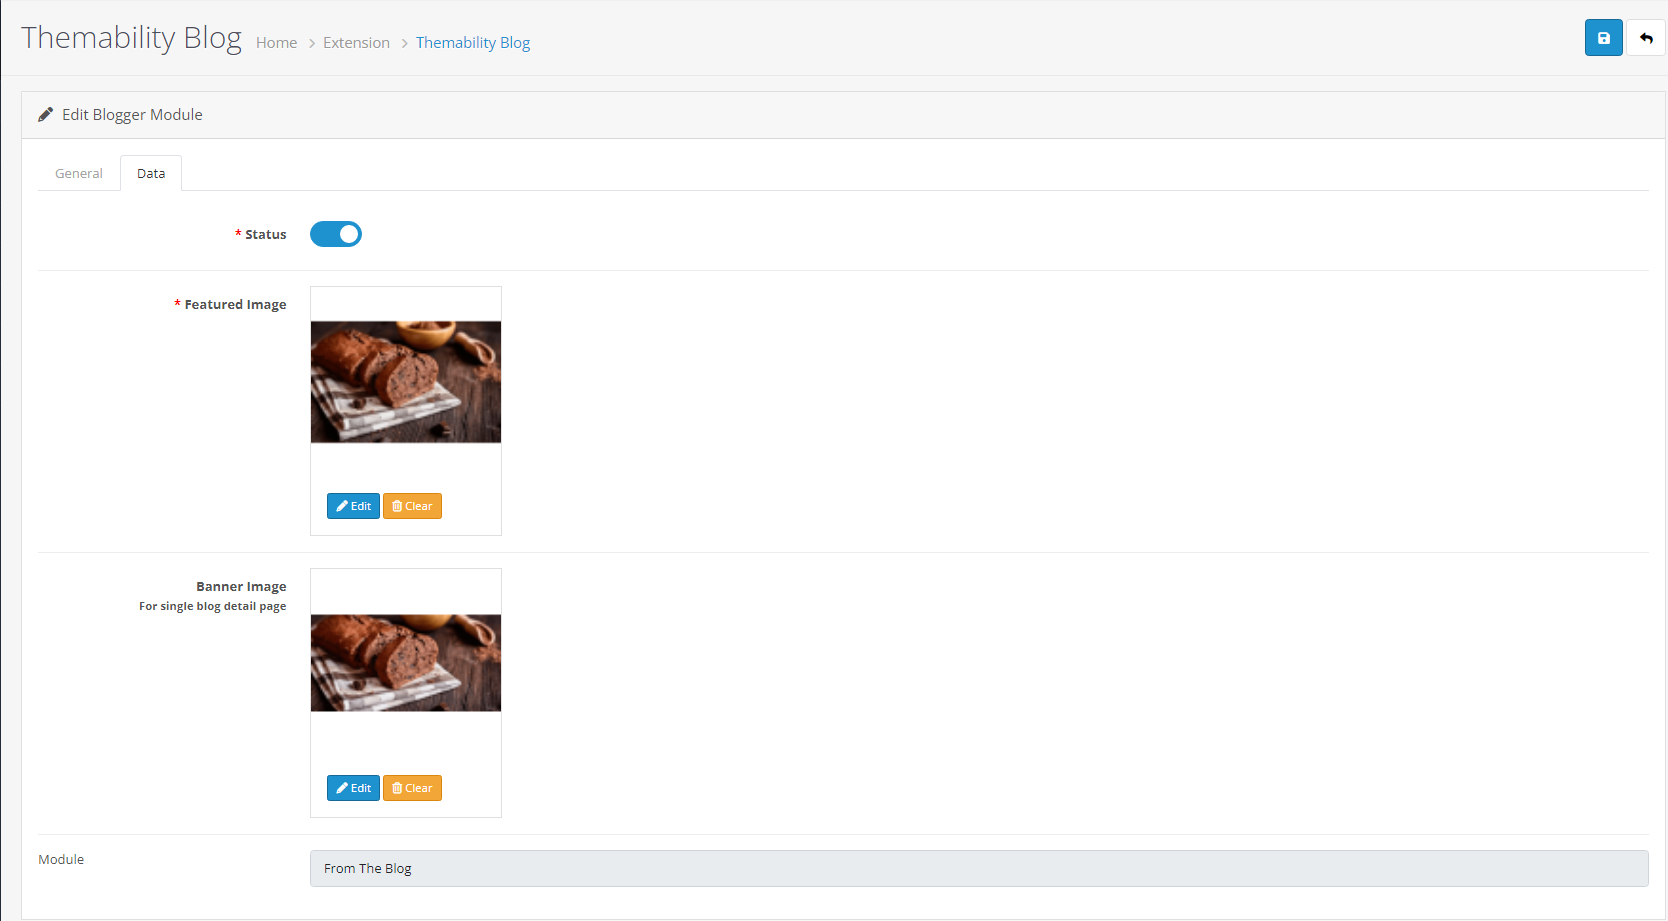 Themability Blog Home > Extension > Themability Blog
Edit Blogger Module
General Data
* Status
* Featured Image
Edit Clear
Banner Image
For single blog detail page
Edit Clear
Module From The Blog